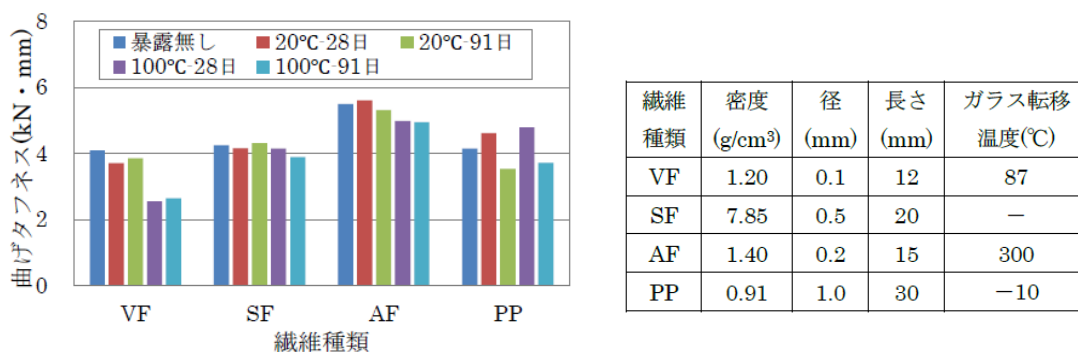 8
6
4
2
0
曲げタフネス(kN・mm)
暴露無し 20℃-28日 20℃-91日
100℃-28日 100℃-91日
VF SF AF PP
繊維種類
繊維種類 密度(g/cm³) 径(mm) 長さ(mm) ガラス転移温度(℃)
VF 1.20 0.1 12 87
SF 7.85 0.5 20 −
AF 1.40 0.2 15 300
PP 0.91 1.0 30 −10